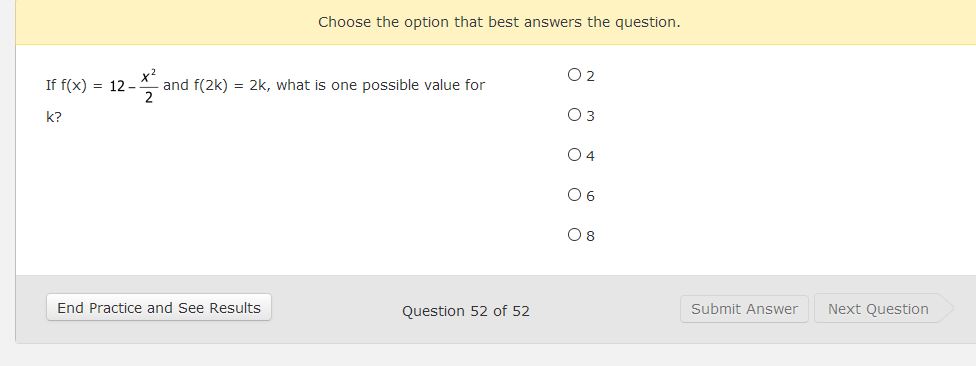 Choose the option that best answers the question.
If f(x) = 12 - x²/2 and f(2k) = 2k, what is one possible value for
k?
2
3
4
6
8
End Practice and See Results
Question 52 of 52
Submit Answer
Next Question